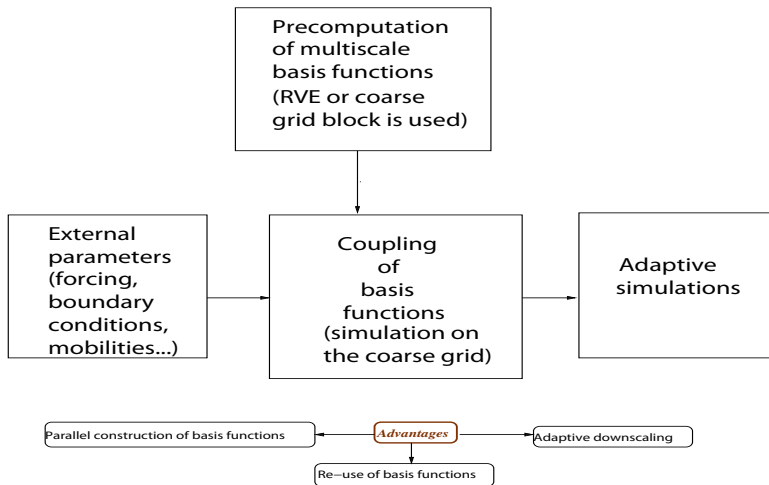 Precomputation
of multiscale
basis functions
(RVE or coarse
grid block is used)
External
parameters
(forcing,
boundary
conditions,
mobilities...)
Coupling
of
basis
functions
(simulation on
the coarse grid)
Adaptive
simulations
Advantages
Parallel construction of basis functions
Adaptive downscaling
Re−use of basis functions